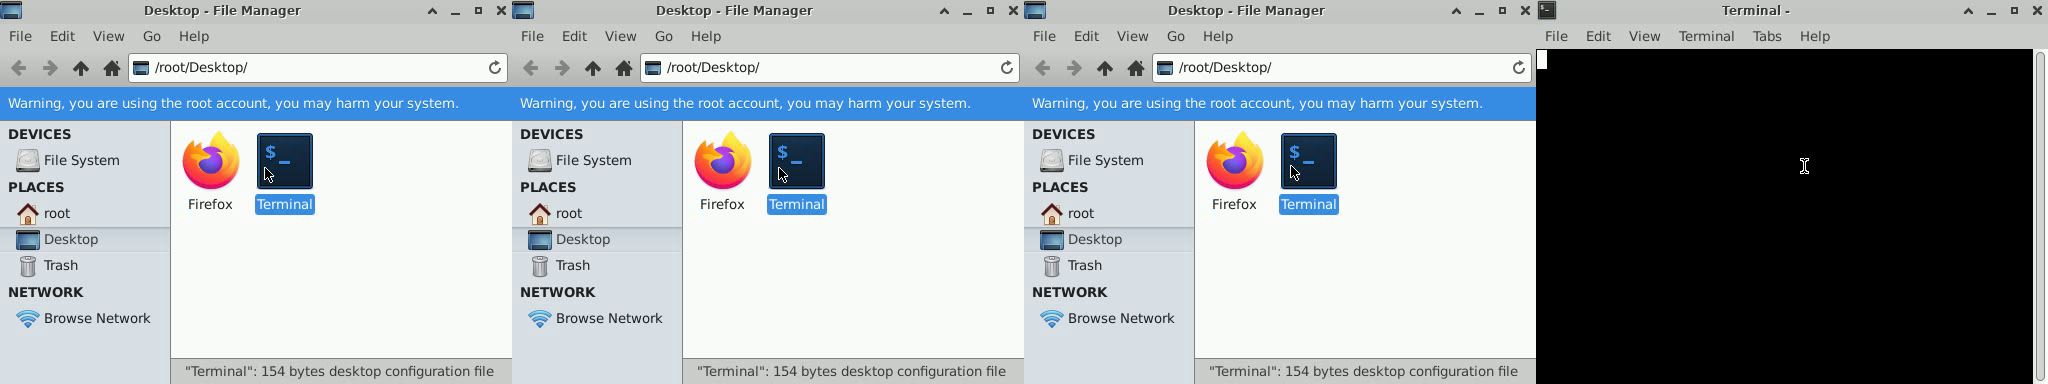 Desktop - File Manager
File Edit View Go Help
/root/Desktop/
Warning, you are using the root account, you may harm your system.
DEVICES
File System
PLACES
root
Desktop
Trash
NETWORK
Browse Network
$_
Firefox
Terminal
"Terminal": 154 bytes desktop configuration file
Desktop - File Manager
File Edit View Go Help
/root/Desktop/
Warning, you are using the root account, you may harm your system.
DEVICES
File System
PLACES
root
Desktop
Trash
NETWORK
Browse Network
$_
Firefox
Terminal
"Terminal": 154 bytes desktop configuration file
Desktop - File Manager
File Edit View Go Help
/root/Desktop/
Warning, you are using the root account, you may harm your system.
DEVICES
File System
PLACES
root
Desktop
Trash
NETWORK
Browse Network
$_
Firefox
Terminal
"Terminal": 154 bytes desktop configuration file
Terminal -
File Edit View Terminal Tabs Help